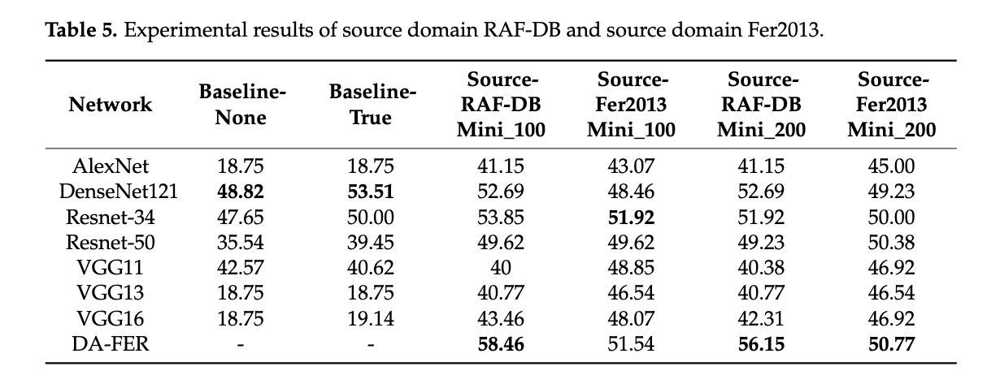 Table 5. Experimental results of source domain RAF-DB and source domain Fer2013.
Network Baseline-None Baseline-True Source-RAF-DB Mini_100 Source-Fer2013 Mini_100 Source-RAF-DB Mini_200 Source-Fer2013 Mini_200
AlexNet 18.75 18.75 41.15 43.07 41.15 45.00
DenseNet121 48.82 53.51 52.69 48.46 52.69 49.23
Resnet-34 47.65 50.00 53.85 51.92 51.92 50.00
Resnet-50 35.54 39.45 49.62 49.62 49.23 50.38
VGG11 42.57 40.62 40 48.85 40.38 46.92
VGG13 18.75 18.75 40.77 46.54 40.77 46.54
VGG16 18.75 19.14 43.46 48.07 42.31 46.92
DA-FER - - 58.46 51.54 56.15 50.77